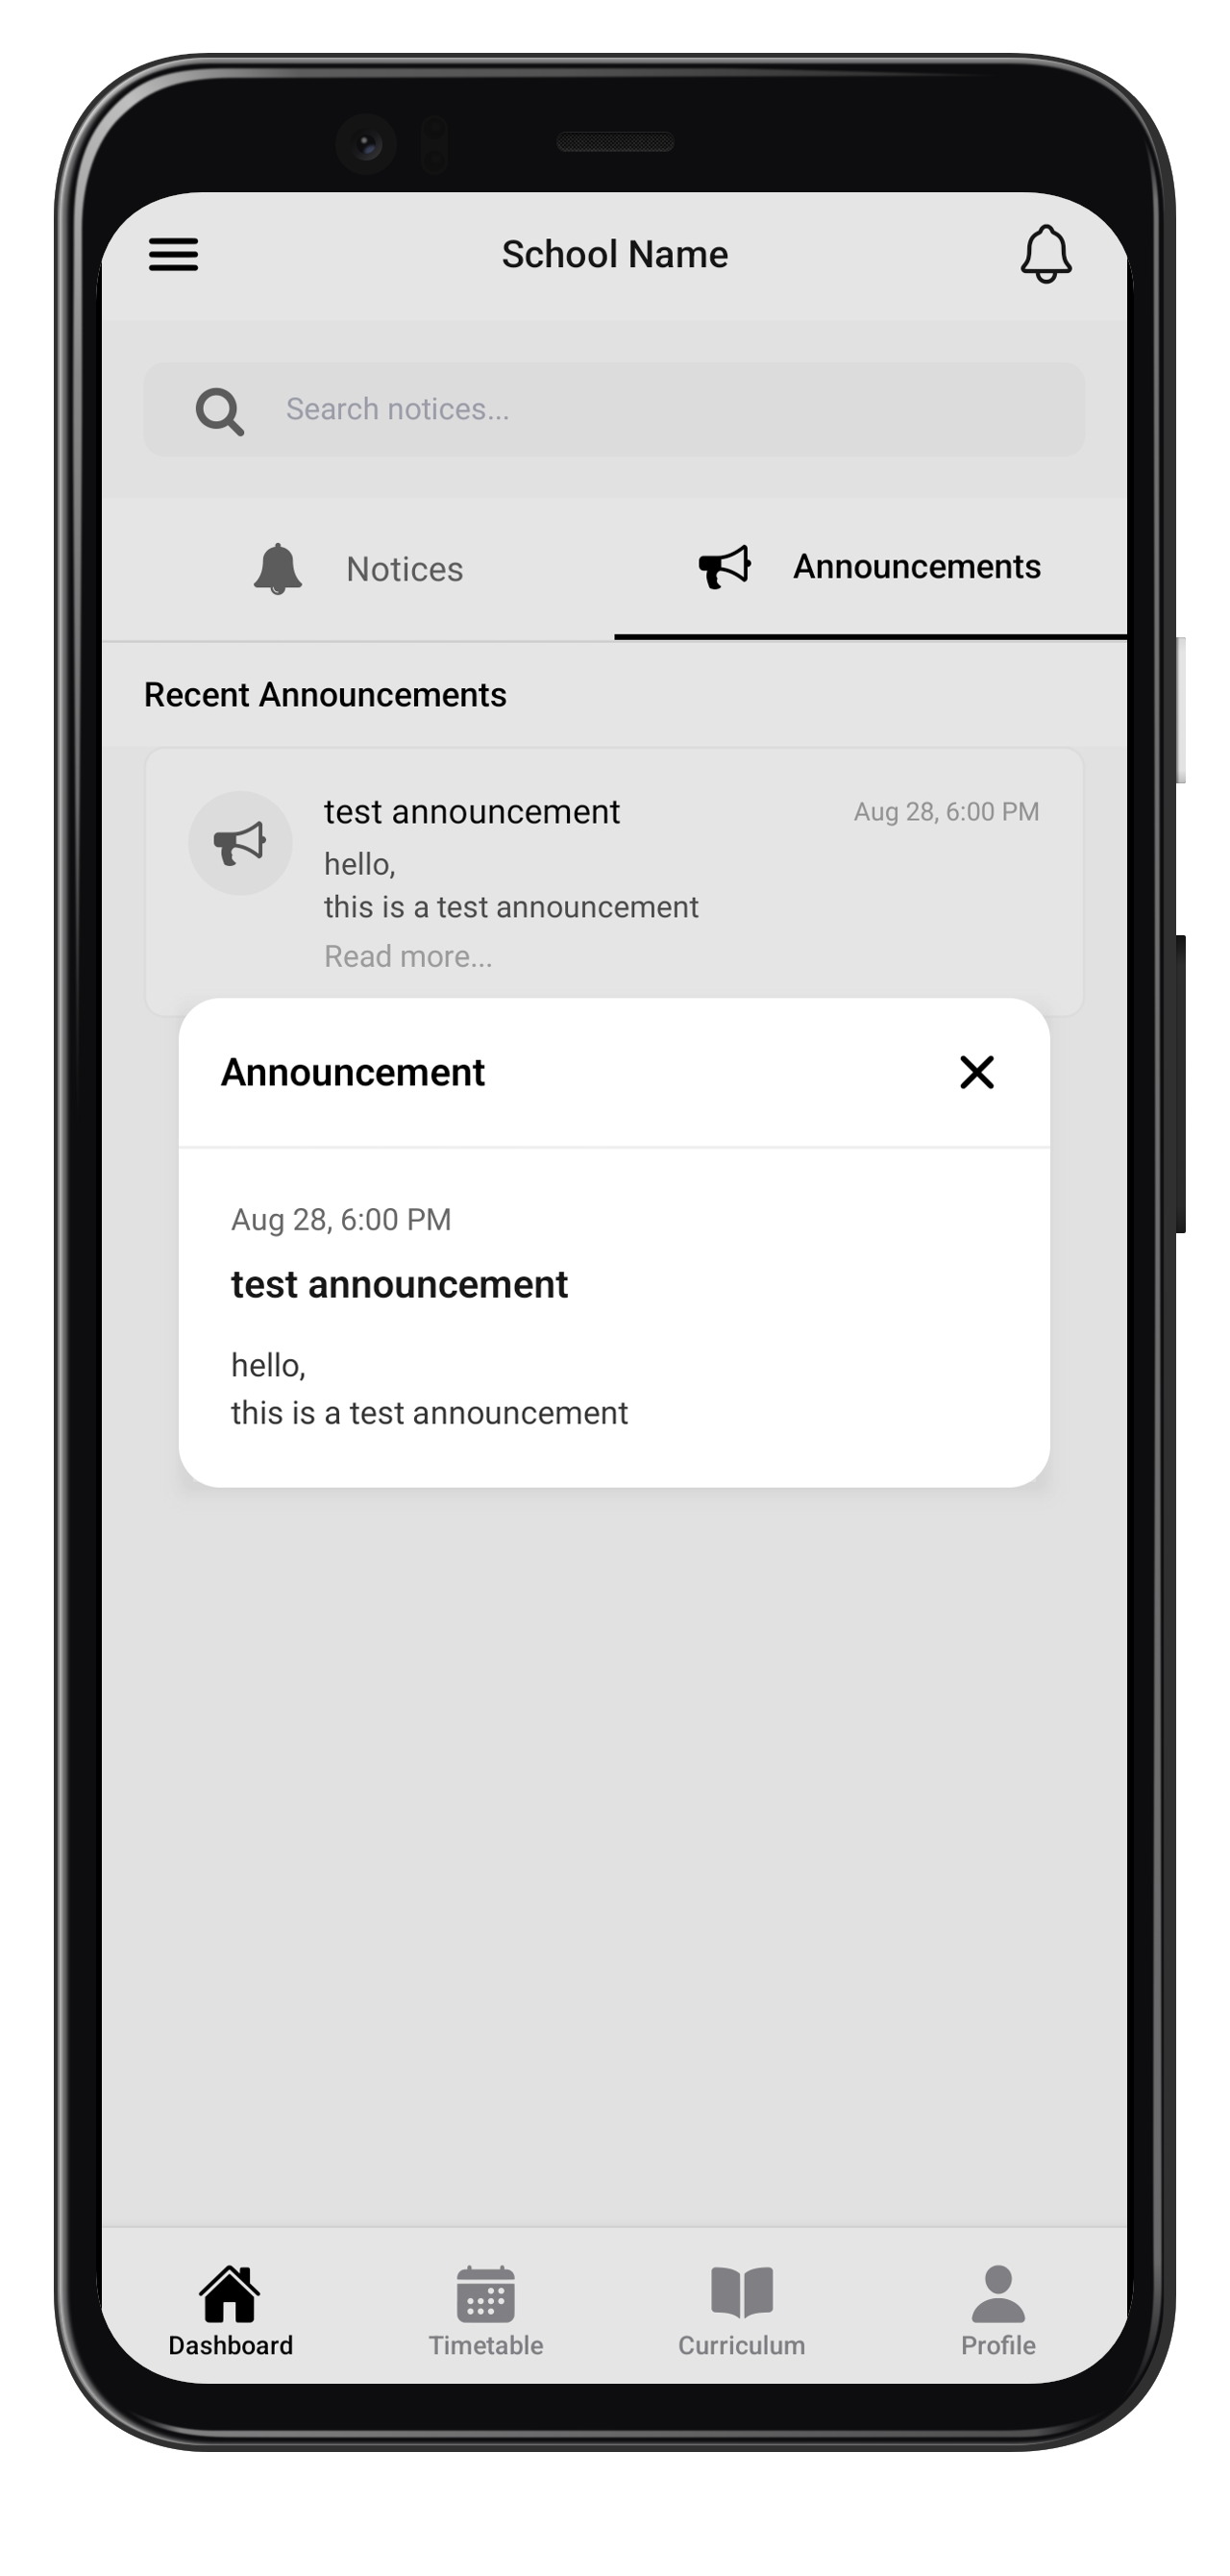 School Name
Search notices...
Notices
Announcements
Recent Announcements
test announcement
Aug 28, 6:00 PM
hello,
this is a test announcement
Read more...
Announcement
Aug 28, 6:00 PM
test announcement
hello,
this is a test announcement
Dashboard
Timetable
Curriculum
Profile